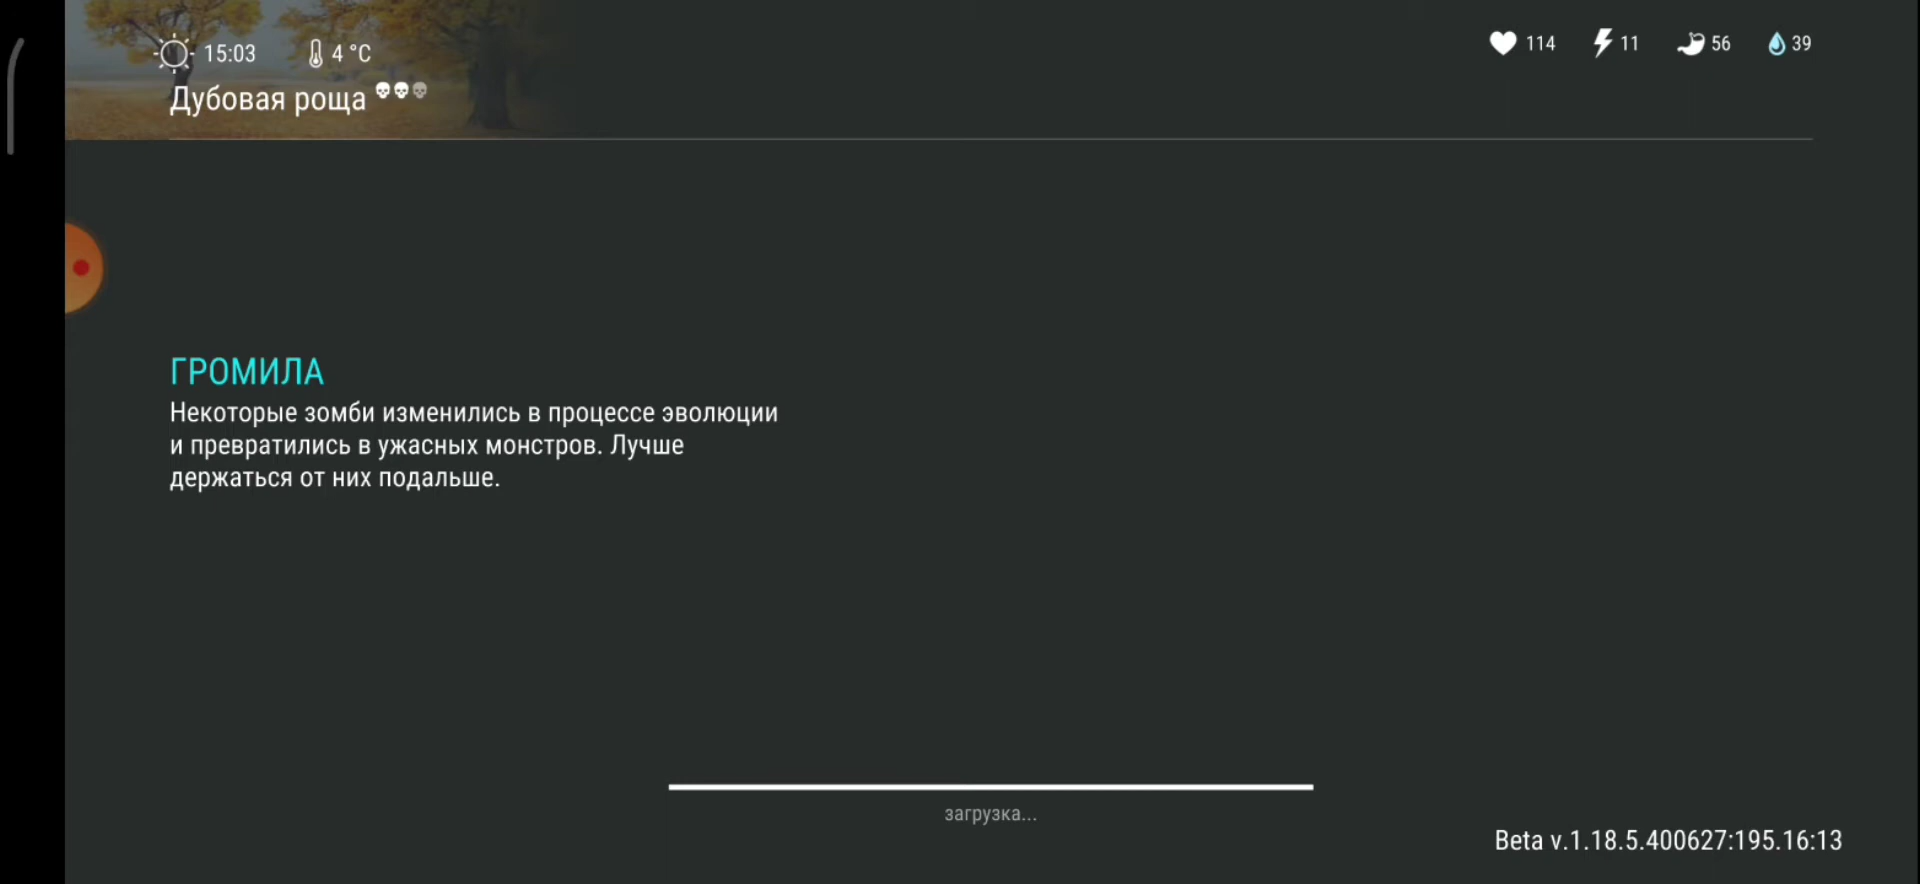 15:03 4 °C
114 11 56 39
Дубовая роща
ГРОМИЛА
Некоторые зомби изменились в процессе эволюции
и превратились в ужасных монстров. Лучше
держаться от них подальше.
загрузка...
Beta v.1.18.5.400627:195.16:13